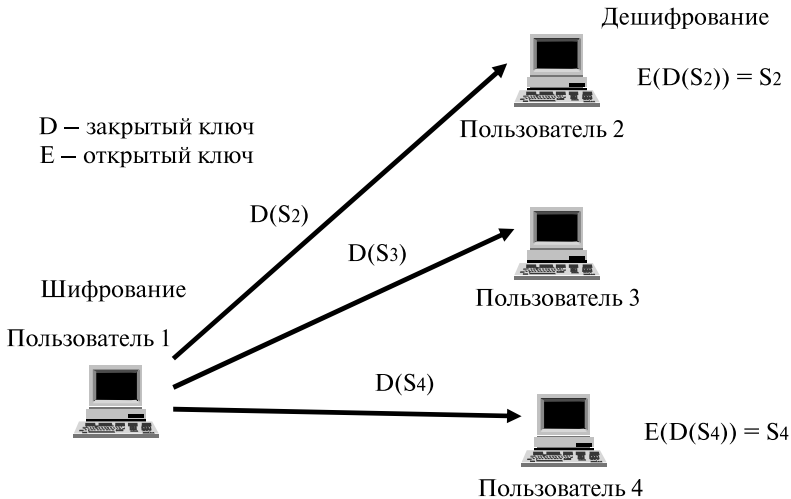 Дешифрование
E(D(S2)) = S2
Пользователь 2
D – закрытый ключ
E – открытый ключ
D(S2)
D(S3)
Шифрование
Пользователь 3
Пользователь 1
D(S4)
E(D(S4)) = S4
Пользователь 4